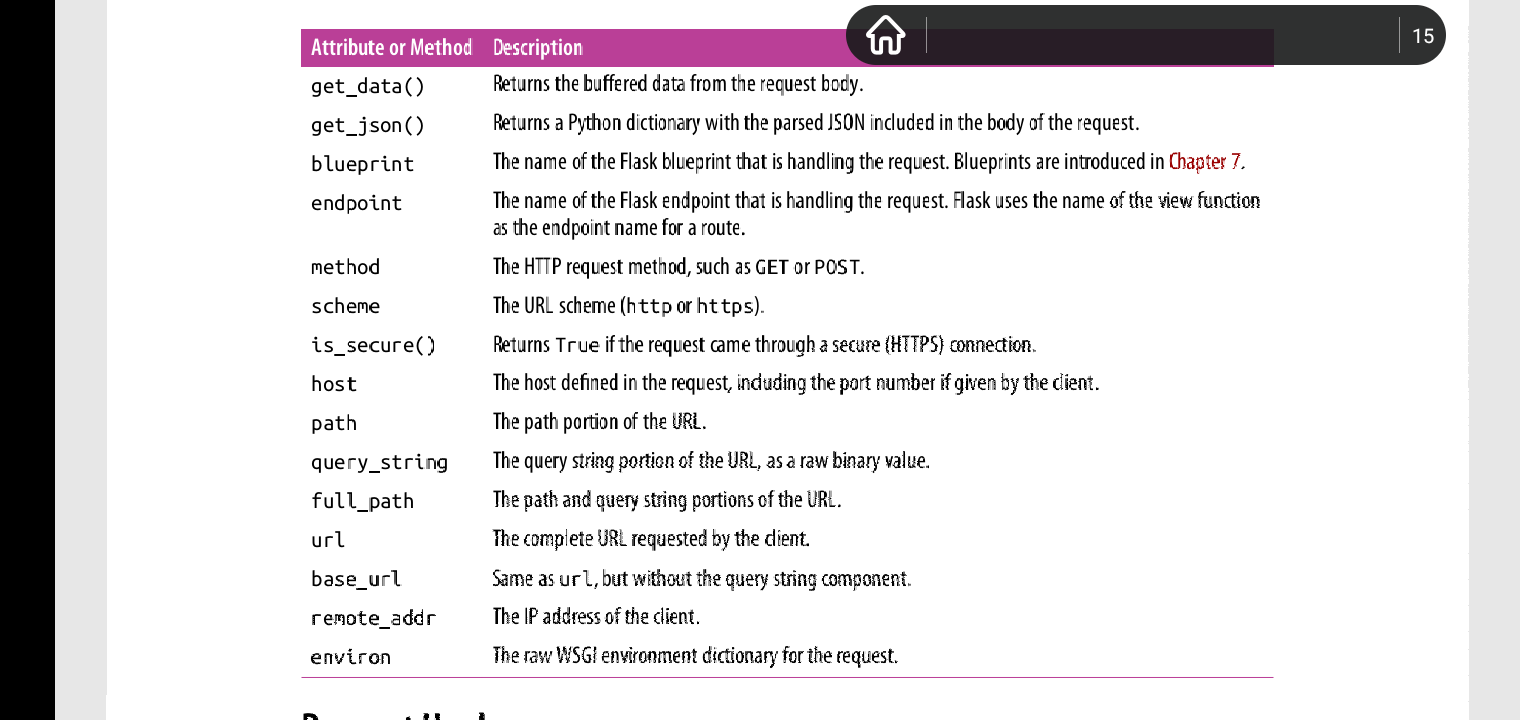 15
Attribute or Method Description
get_data() Returns the buffered data from the request body.
get_json() Returns a Python dictionary with the parsed JSON included in the body of the request.
blueprint The name of the Flask blueprint that is handling the request. Blueprints are introduced in Chapter 7.
endpoint The name of the Flask endpoint that is handling the request. Flask uses the name of the view function
as the endpoint name for a route.
method The HTTP request method, such as GET or POST.
scheme The URL scheme (http or https).
is_secure() Returns True if the request came through a secure (HTTPS) connection.
host The host defined in the request, including the port number if given by the client.
path The path portion of the URL.
query_string The query string portion of the URL, as a raw binary value.
full_path The path and query string portions of the URL.
url The complete URL requested by the client.
base_url Same as url, but without the query string component.
remote_addr The IP address of the client.
environ The raw WSGI environment dictionary for the request.